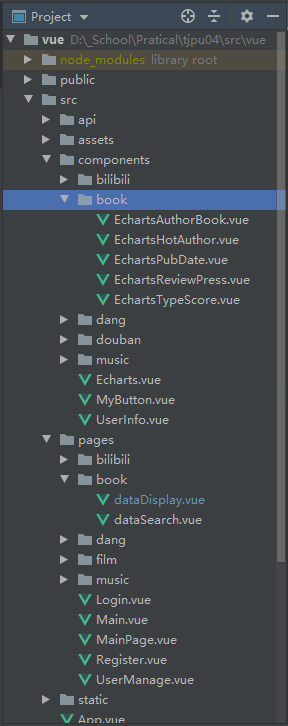 Project
vue D:\_School\Pratical\tjpu04\src\vue
node_modules library root
public
src
api
assets
components
bilibili
book
EchartsAuthorBook.vue
EchartsHotAuthor.vue
EchartsPubDate.vue
EchartsReviewPress.vue
EchartsTypeScore.vue
dang
douban
music
Echarts.vue
MyButton.vue
UserInfo.vue
pages
bilibili
book
dataDisplay.vue
dataSearch.vue
dang
film
music
Login.vue
Main.vue
MainPage.vue
Register.vue
UserManage.vue
static
App.vue